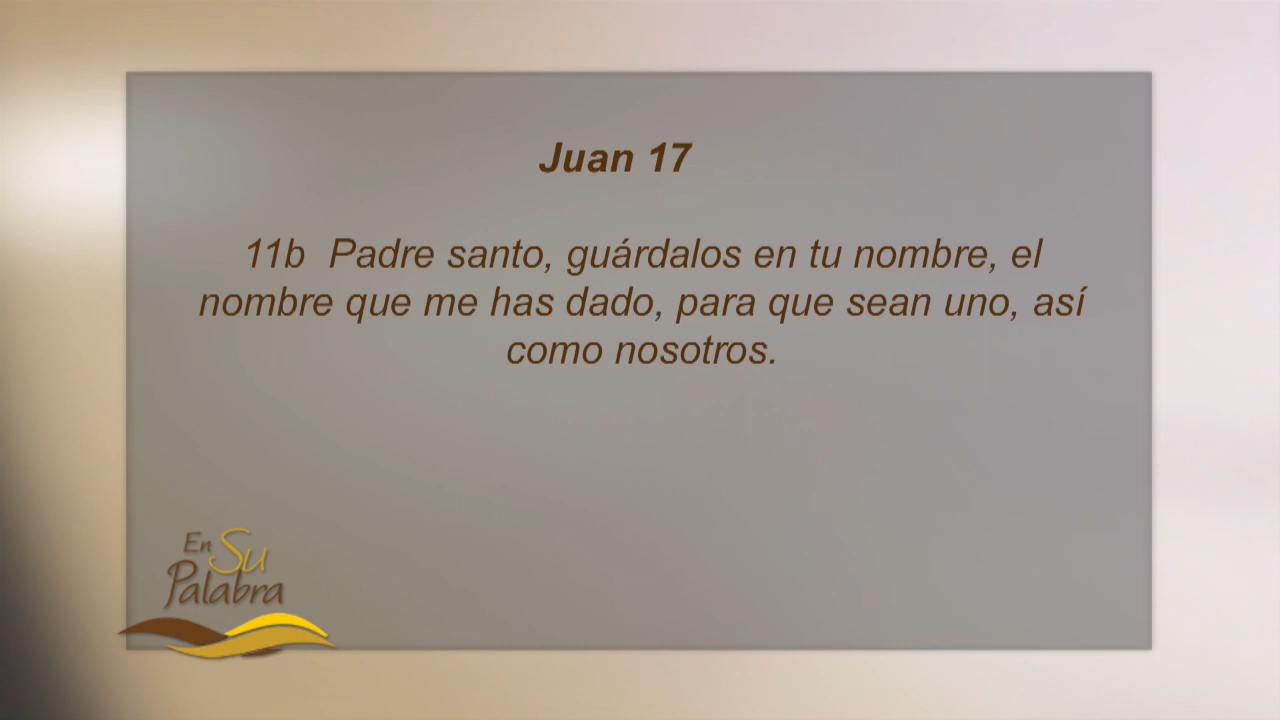 Juan 17
11b  Padre santo, guárdalos en tu nombre, el
nombre que me has dado, para que sean uno, así
como nosotros.
En Su
Palabra